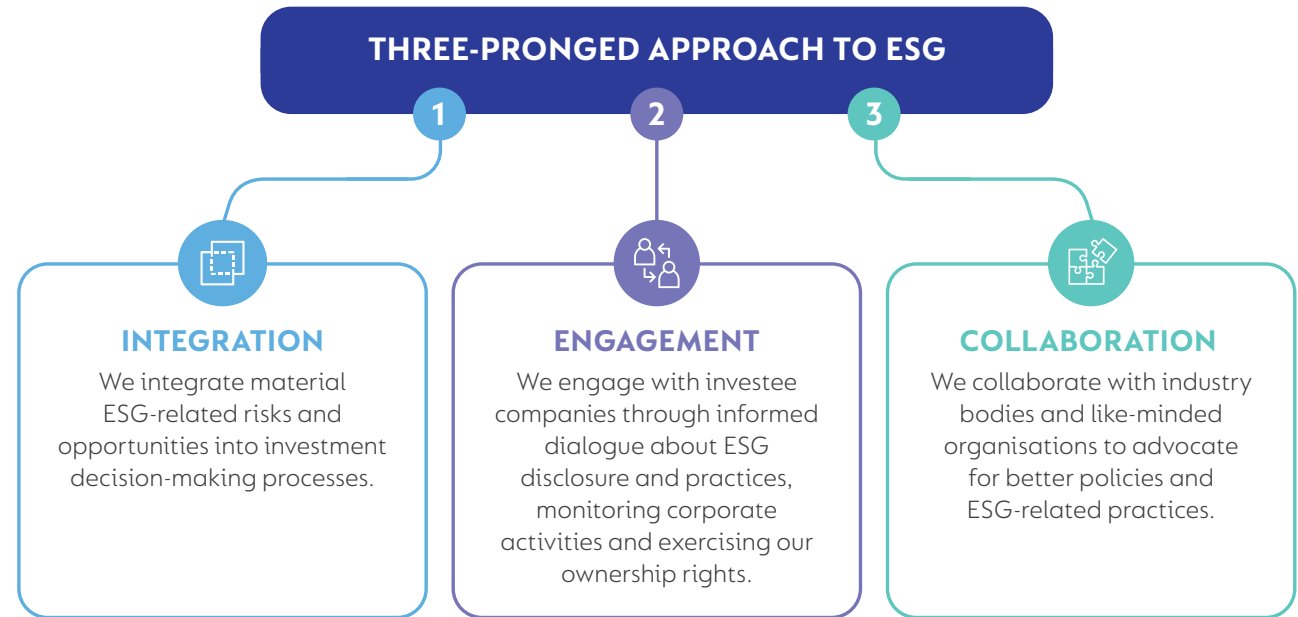 THREE-PRONGED APPROACH TO ESG
1
2
3
INTEGRATION
We integrate material
ESG-related risks and
opportunities into investment
decision-making processes.
ENGAGEMENT
We engage with investee
companies through informed
dialogue about ESG
disclosure and practices,
monitoring corporate
activities and exercising our
ownership rights.
COLLABORATION
We collaborate with industry
bodies and like-minded
organisations to advocate
for better policies and
ESG-related practices.